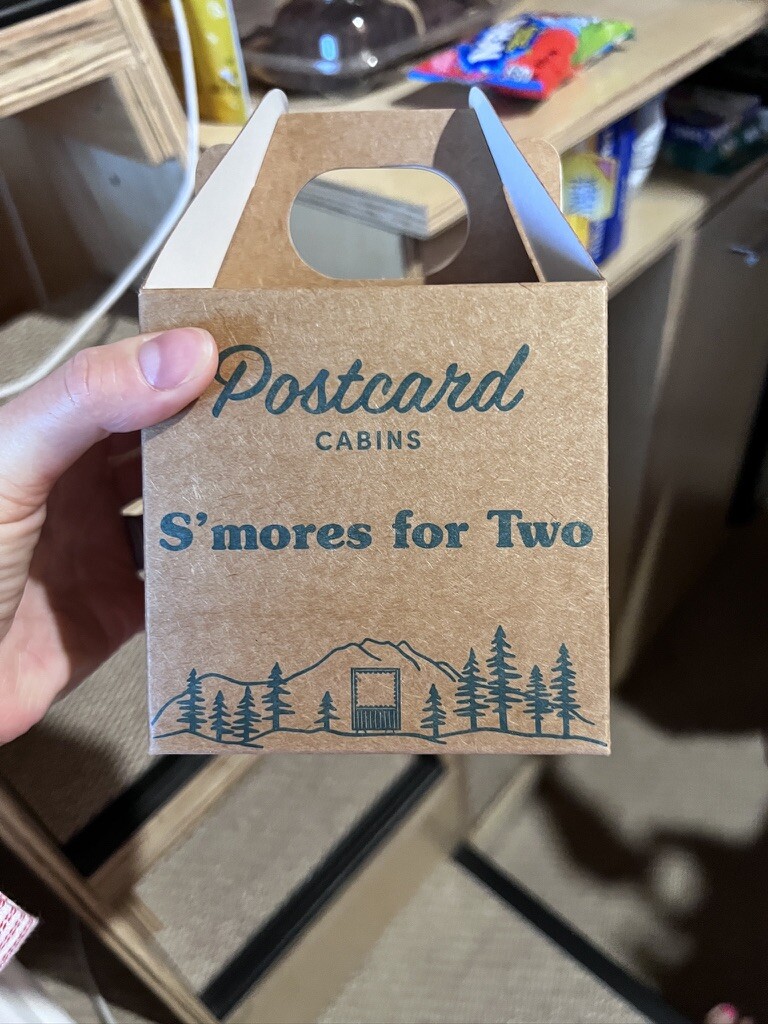 Postcard
CABINS
S’mores for Two